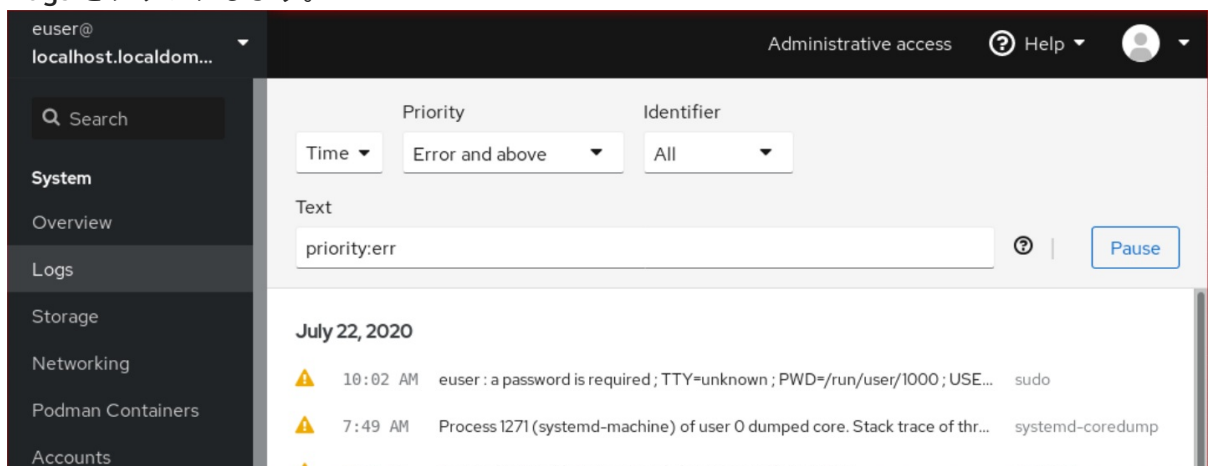 euser@
localhost.localdom...
Administrative access
Help
Search
System
Overview
Logs
Storage
Networking
Podman Containers
Accounts
Priority
Identifier
Time
Error and above
All
Text
priority:err
Pause
July 22, 2020
10:02 AM euser : a password is required ; TTY=unknown ; PWD=/run/user/1000 ; USE... sudo
7:49 AM Process 1271 (systemd-machine) of user 0 dumped core. Stack trace of thr... systemd-coredump